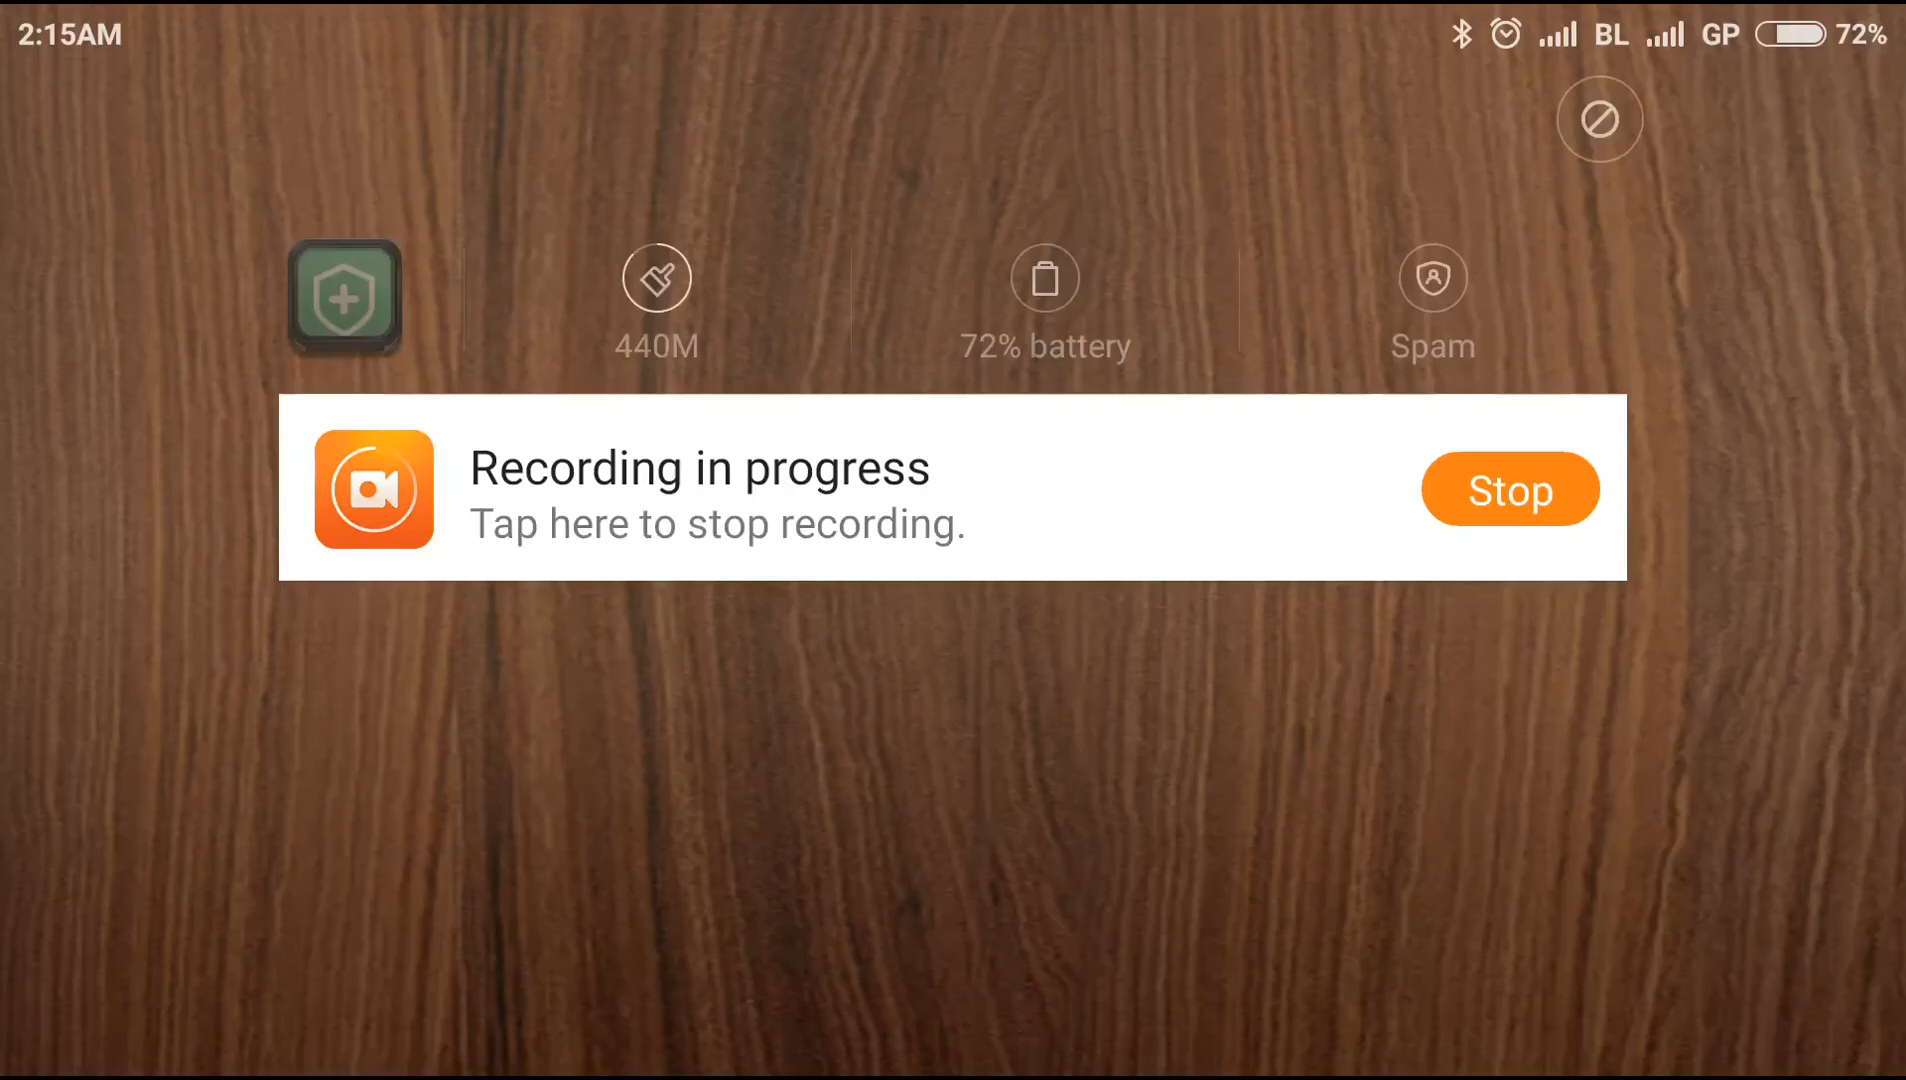 2:15AM BL GP 72%
440M 72% battery Spam
Recording in progress
Tap here to stop recording.
Stop